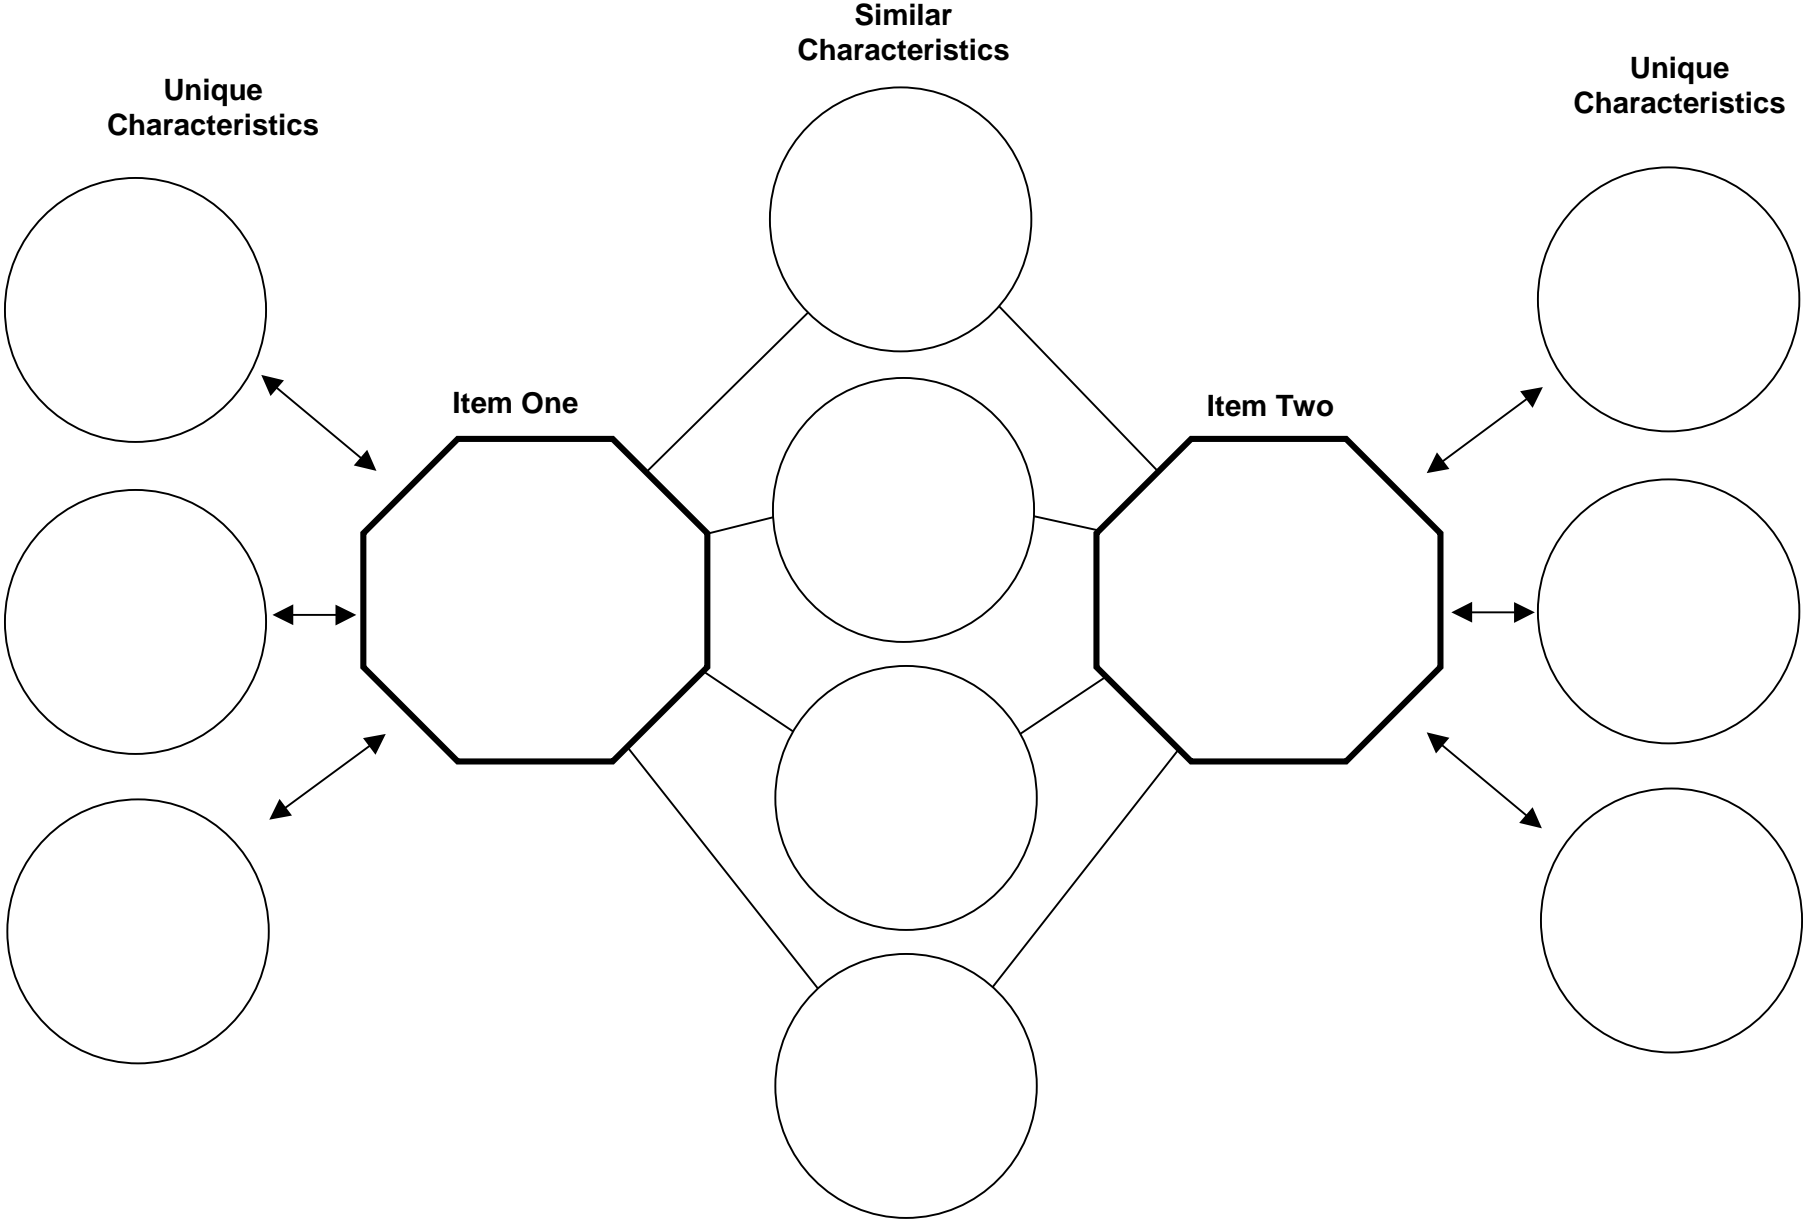 Similar
Characteristics
Unique
Characteristics
Unique
Characteristics
Item One
Item Two